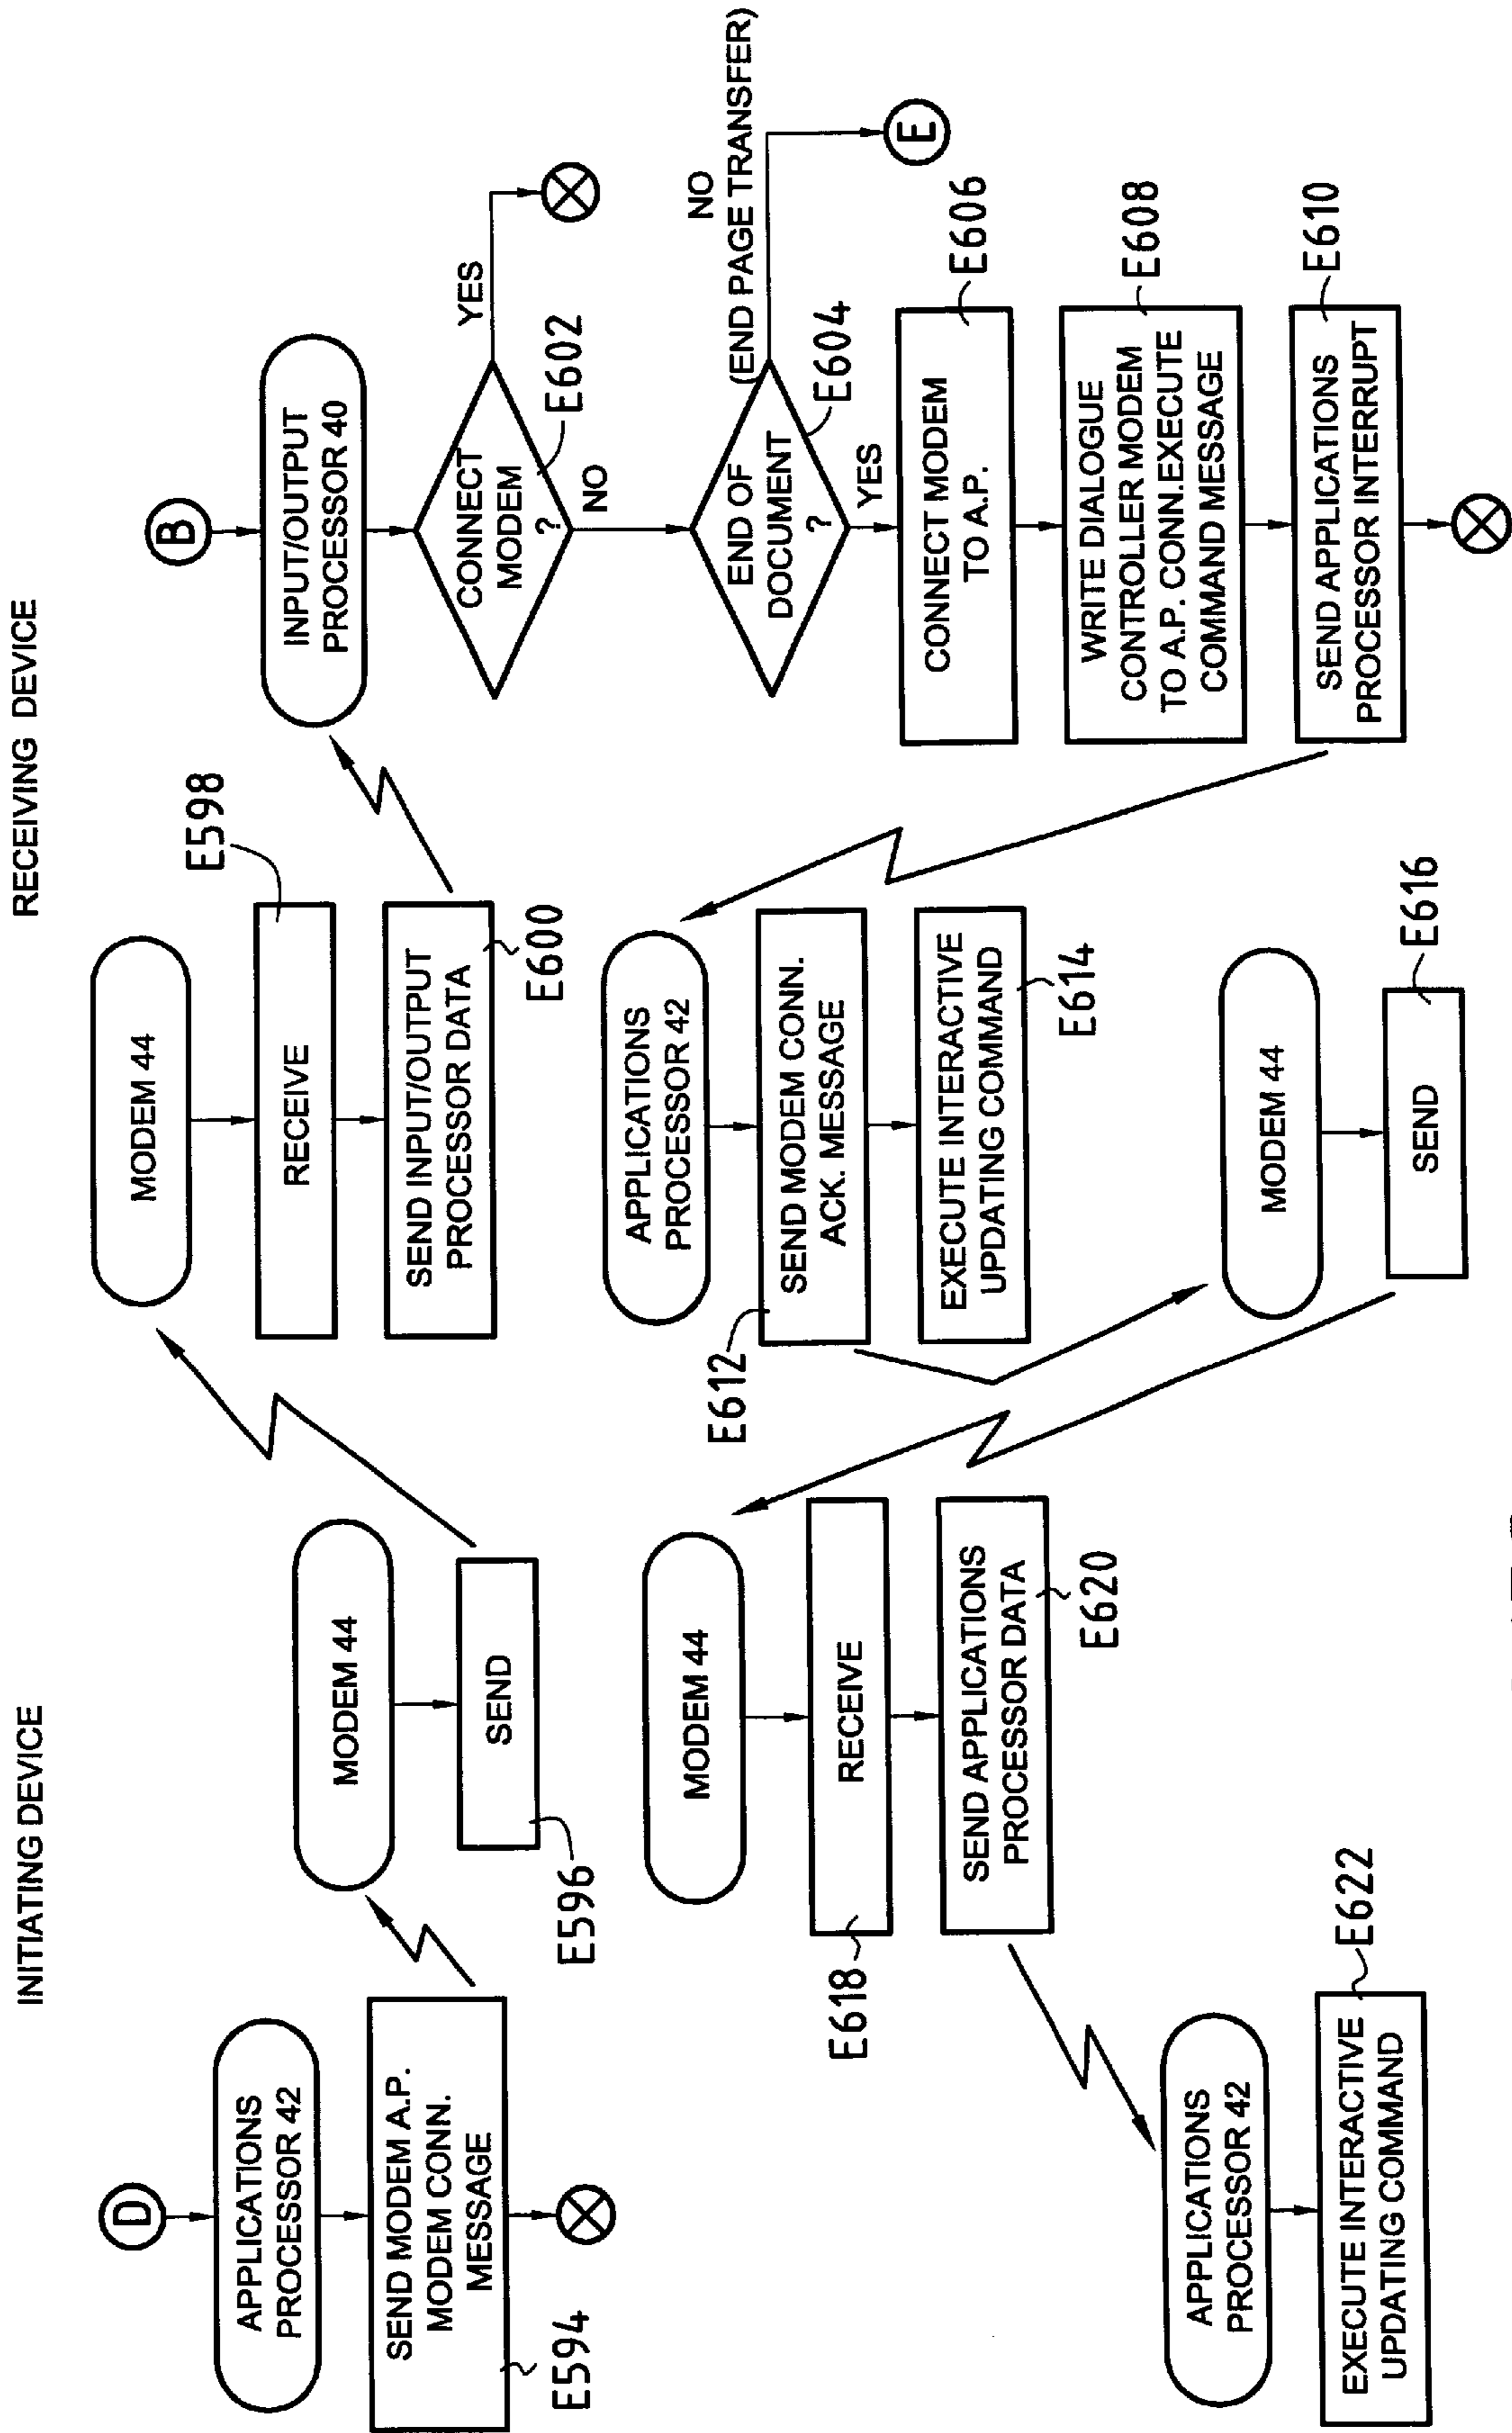 INITIATING DEVICE
RECEIVING DEVICE
D
APPLICATIONS
PROCESSOR 42
SEND MODEM A.P.
MODEM CONN.
MESSAGE
E594
MODEM 44
SEND
E596
MODEM 44
RECEIVE
E598
SEND INPUT/OUTPUT
PROCESSOR DATA
E600
B
INPUT/OUTPUT
PROCESSOR 40
CONNECT
MODEM
?
E602
YES
NO
END OF
DOCUMENT
?
E604
NO
(END PAGE TRANSFER)
E
YES
CONNECT MODEM
TO A.P.
E606
WRITE DIALOGUE
CONTROLLER MODEM
TO A.P. CONN.EXECUTE
COMMAND MESSAGE
E608
SEND APPLICATIONS
PROCESSOR INTERRUPT
E610
APPLICATIONS
PROCESSOR 42
SEND MODEM CONN.
ACK. MESSAGE
E612
EXECUTE INTERACTIVE
UPDATING COMMAND
E614
MODEM 44
SEND
E616
MODEM 44
RECEIVE
E618
SEND APPLICATIONS
PROCESSOR DATA
E620
APPLICATIONS
PROCESSOR 42
EXECUTE INTERACTIVE
UPDATING COMMAND
E622